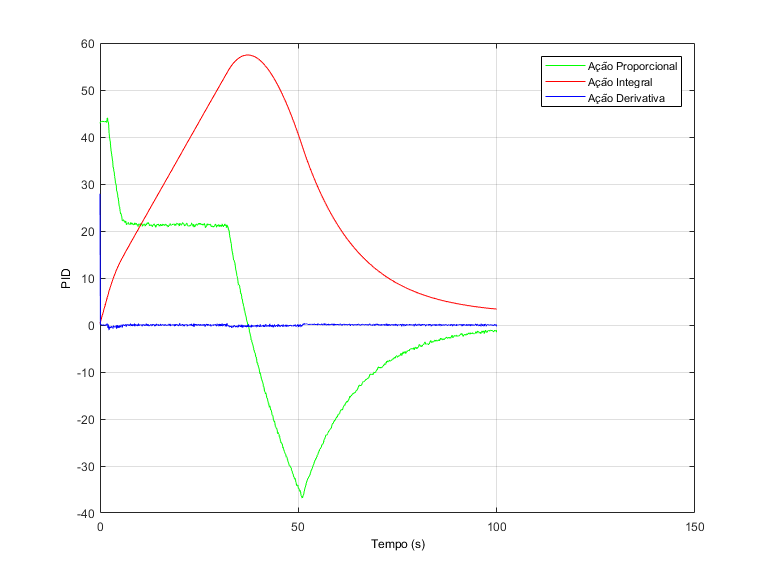 60
50
40
30
20
10
0
-10
-20
-30
-40
PID
Ação Proporcional
Ação Integral
Ação Derivativa
0 50 100 150
Tempo (s)